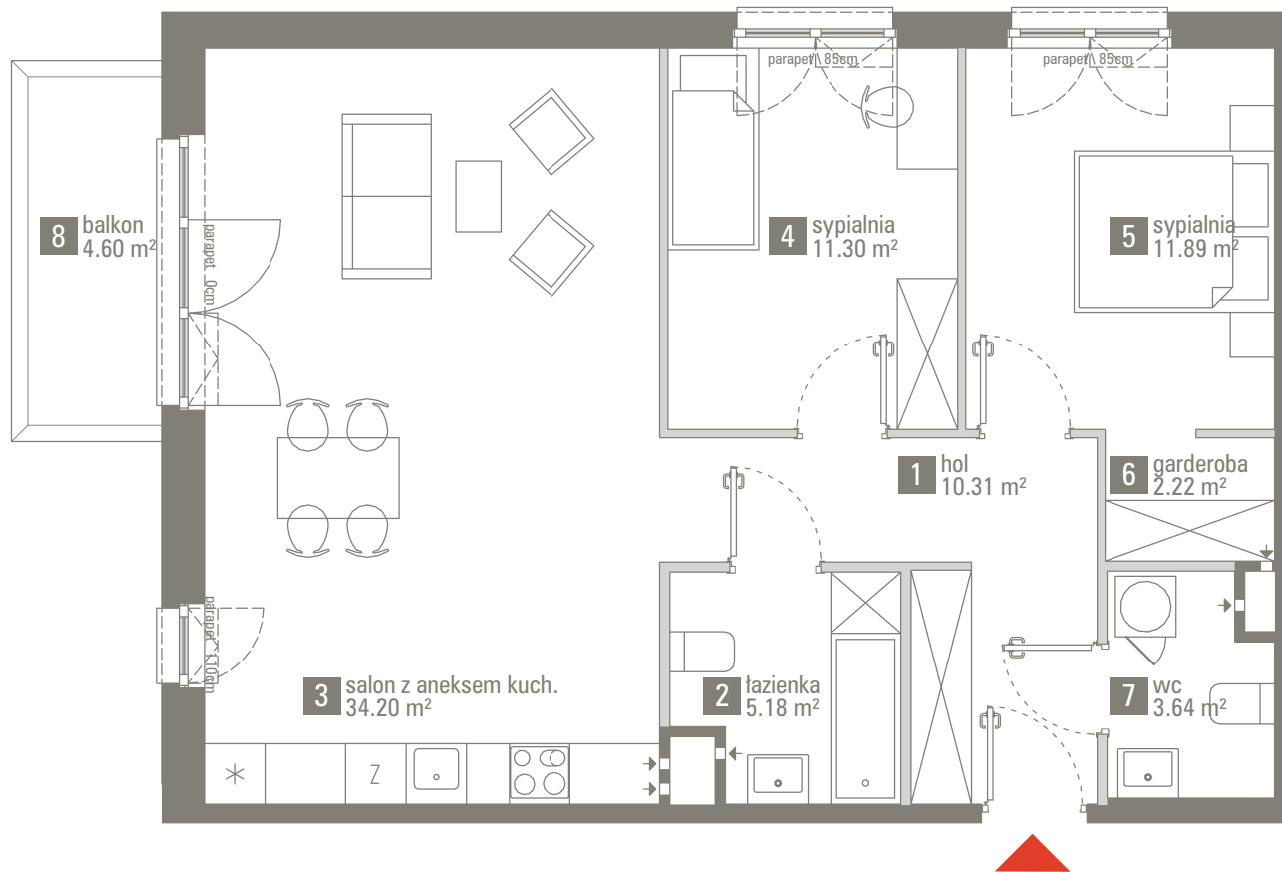 parapet 85cm
parapet 85cm
8 balkon
4.60 m²
parapet 0cm
4 sypialnia
11.30 m²
5 sypialnia
11.89 m²
1 hol
10.31 m²
6 garderoba
2.22 m²
parapet 110cm
3 salon z aneksem kuch.
34.20 m²
2 łazienka
5.18 m²
7 wc
3.64 m²
Z